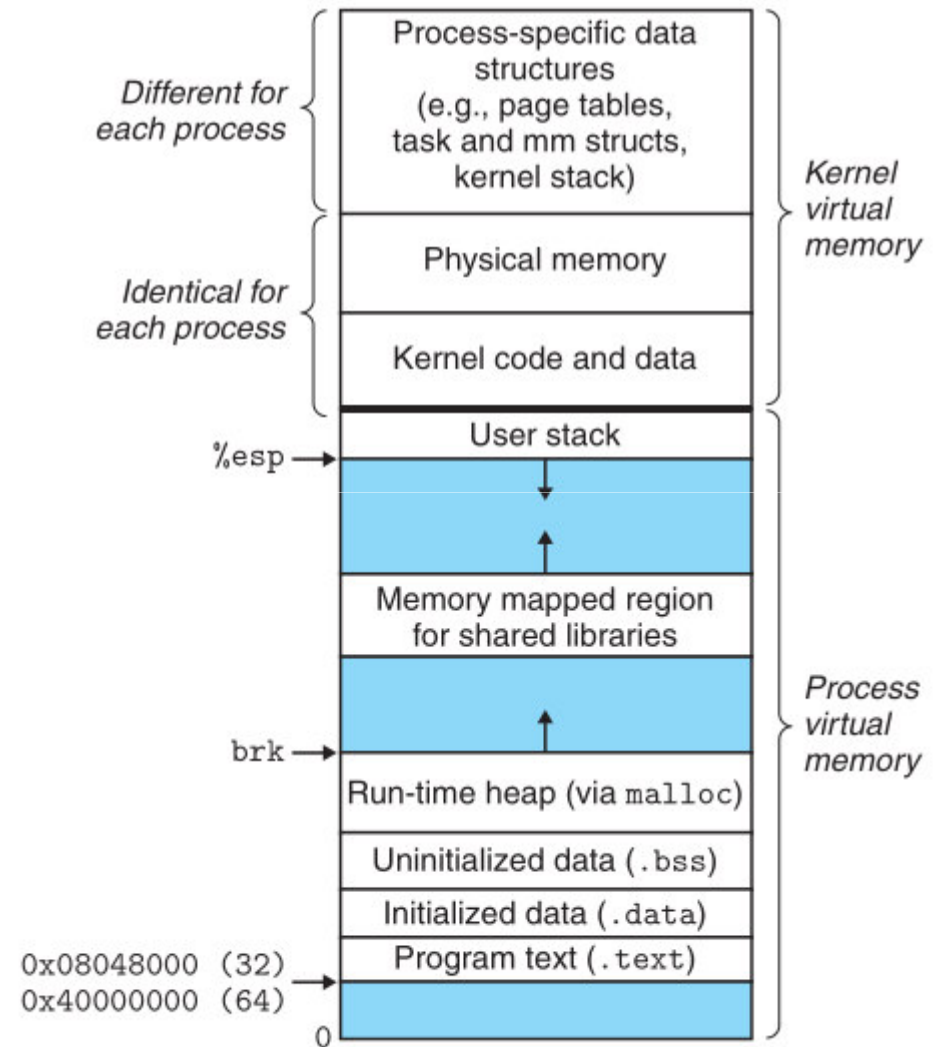 Process-specific data
structures
(e.g., page tables,
task and mm structs,
kernel stack)
Different for
each process
Kernel
virtual
memory
Physical memory
Identical for
each process
Kernel code and data
User stack
%esp
Memory mapped region
for shared libraries
Process
virtual
memory
brk
Run-time heap (via malloc)
Uninitialized data (.bss)
Initialized data (.data)
Program text (.text)
0x08048000 (32)
0x40000000 (64)
0